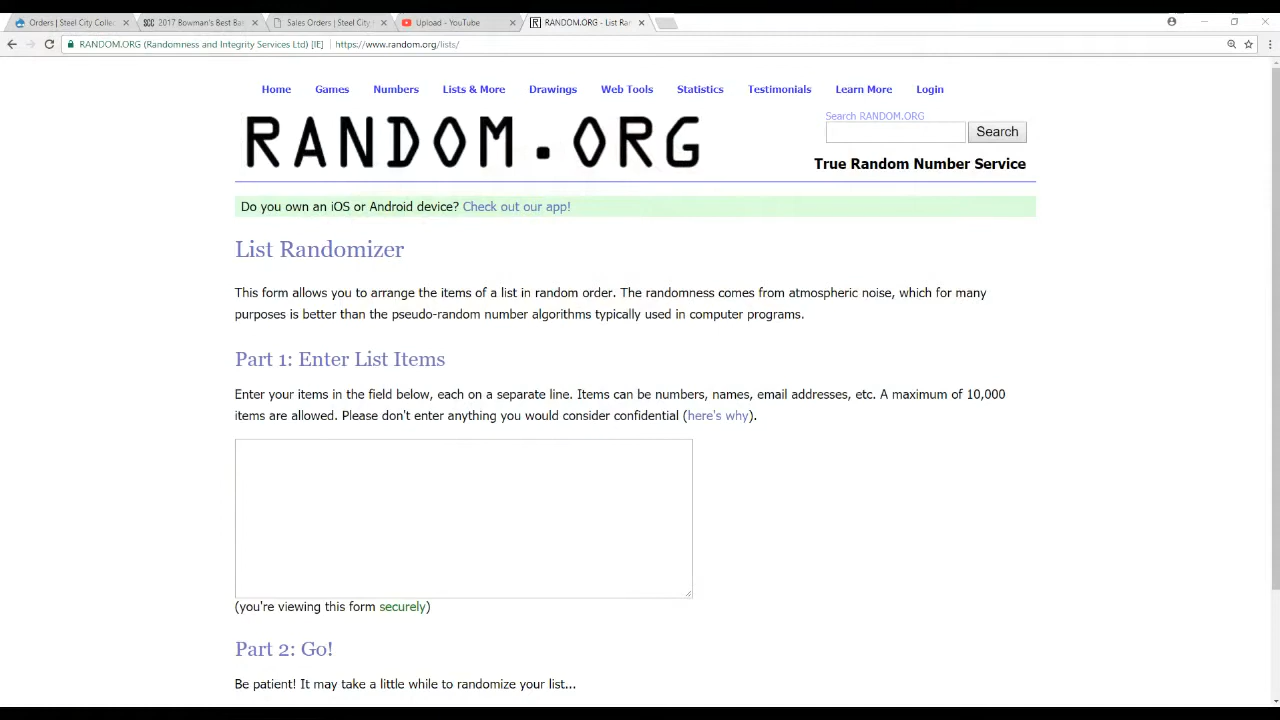 Orders | Steel City Collec
SCC 2017 Bowman's Best Ba
Sales Orders | Steel City
Upload - YouTube
RANDOM.ORG - List Ra
RANDOM.ORG (Randomness and Integrity Services Ltd) [IE] https://www.random.org/lists/
Home Games Numbers Lists & More Drawings Web Tools Statistics Testimonials Learn More Login
RANDOM.ORG
Search RANDOM.ORG
Search
True Random Number Service
Do you own an iOS or Android device? Check out our app!
List Randomizer
This form allows you to arrange the items of a list in random order. The randomness comes from atmospheric noise, which for many
purposes is better than the pseudo-random number algorithms typically used in computer programs.
Part 1: Enter List Items
Enter your items in the field below, each on a separate line. Items can be numbers, names, email addresses, etc. A maximum of 10,000
items are allowed. Please don't enter anything you would consider confidential (here's why).
(you're viewing this form securely)
Part 2: Go!
Be patient! It may take a little while to randomize your list...